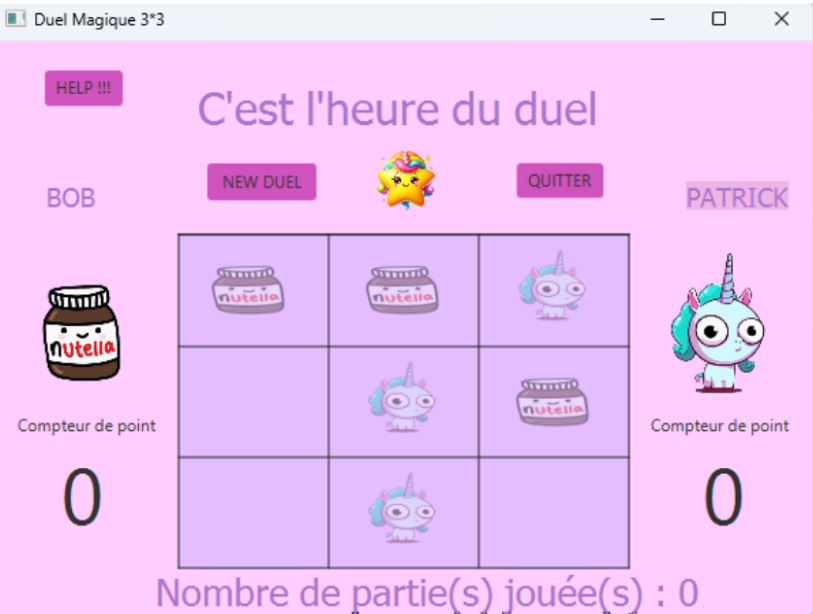 Duel Magique 3*3
HELP !!!
C'est l'heure du duel
NEW DUEL
QUITTER
BOB
PATRICK
nutella
nutella
nutella
nutella
Compteur de point
Compteur de point
0
0
Nombre de partie(s) jouée(s) : 0